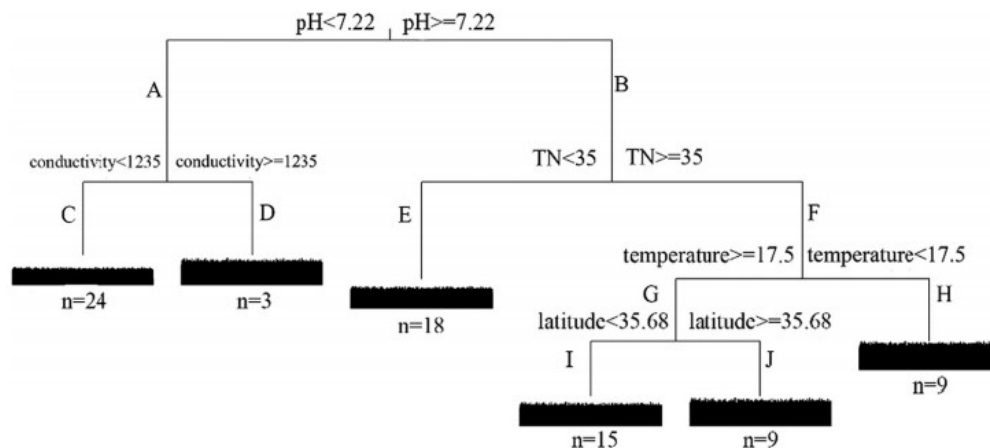 pH<7.22 pH>=7.22
A
B
conductivity<1235 conductivity>=1235
TN<35 TN>=35
C
D
E
F
temperature>=17.5 temperature<17.5
G
H
latitude<35.68 latitude>=35.68
n=24
n=3
n=18
I
J
n=9
n=15
n=9